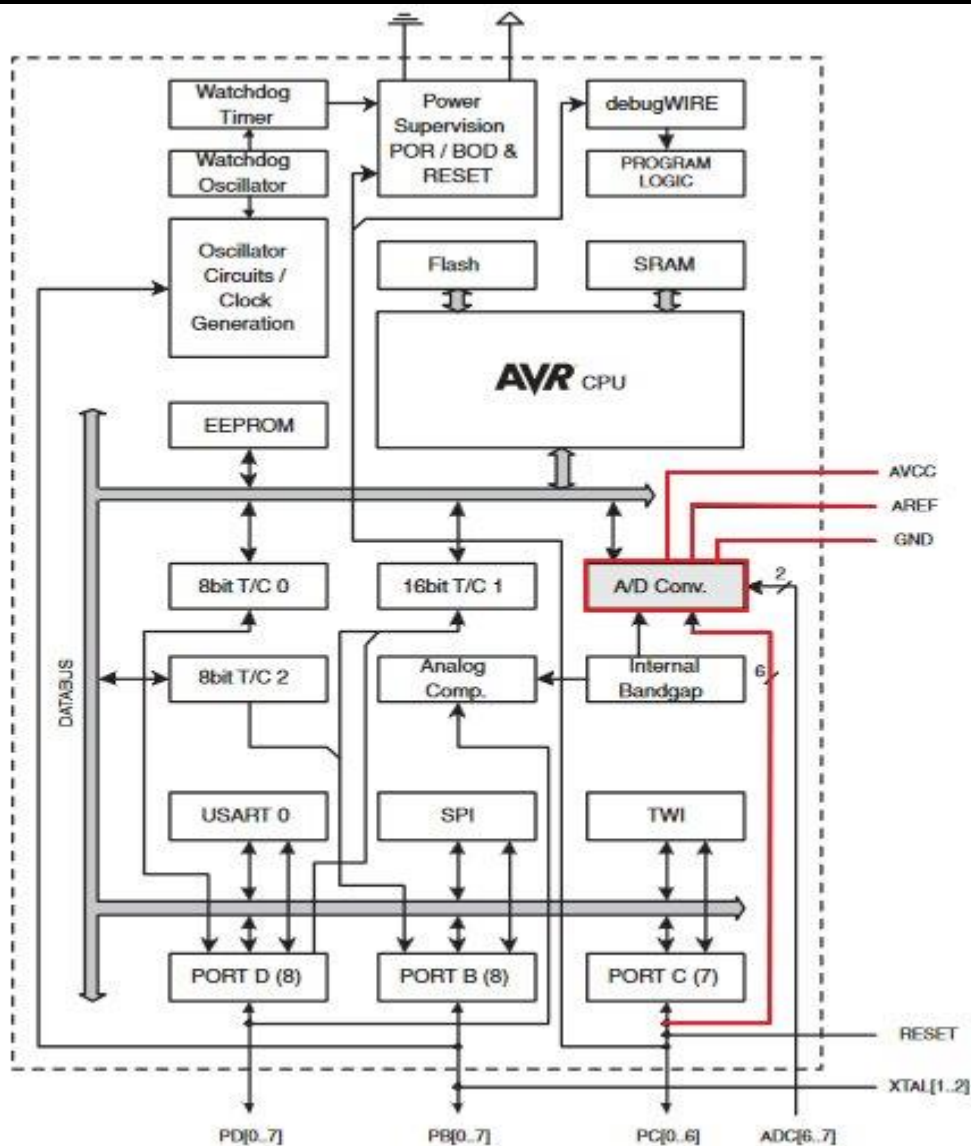 Watchdog
Timer
Power
Supervision
POR / BOD &
RESET
debugWIRE
Watchdog
Oscillator
PROGRAM
LOGIC
Oscillator
Circuits /
Clock
Generation
Flash
SRAM
AVR CPU
EEPROM
AVCC
AREF
GND
8bit T/C 0
16bit T/C 1
A/D Conv.
2
DATABUS
8bit T/C 2
Analog
Comp.
Internal
Bandgap
6
USART 0
SPI
TWI
PORT D (8)
PORT B (8)
PORT C (7)
RESET
XTAL[1..2]
PD[0..7]
PB[0..7]
PC[0..6]
ADC[6..7]